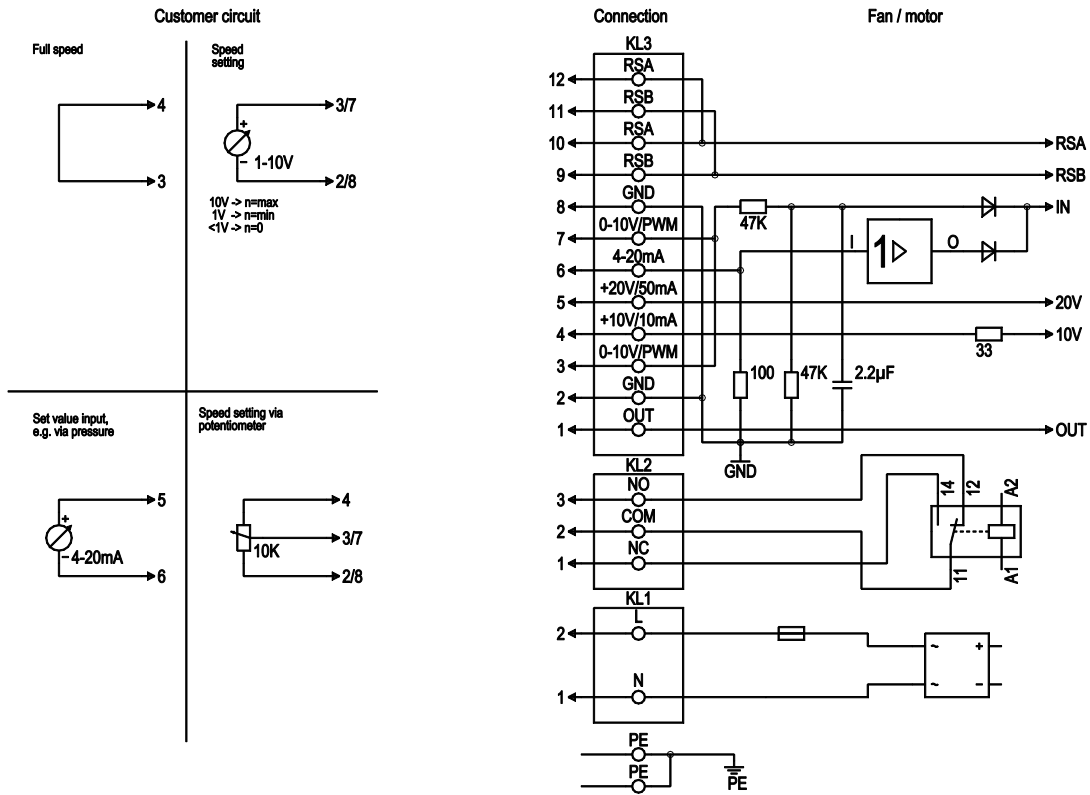 Customer circuit
Full speed
4
3
Speed
setting
3/7
+
1-10V
–
2/8
10V -> n=max
1V -> n=min
<1V -> n=0
Set value input,
e.g. via pressure
5
+
4-20mA
–
6
Speed setting via
potentiometer
4
3/7
10K
2/8
Connection
Fan / motor
KL3
12 RSA
11 RSB
10 RSA RSA
9 RSB RSB
8 GND 47K IN
7 0-10V/PWM
I 1 O
6 4-20mA
5 +20V/50mA 20V
4 +10V/10mA 33 10V
3 0-10V/PWM
100 47K 2.2µF
2 GND
1 OUT OUT
GND
KL2
3 NO
2 COM
1 NC
14 12 A2
11 A1
KL1
2 L
~ +
1 N
~ –
PE
PE
PE